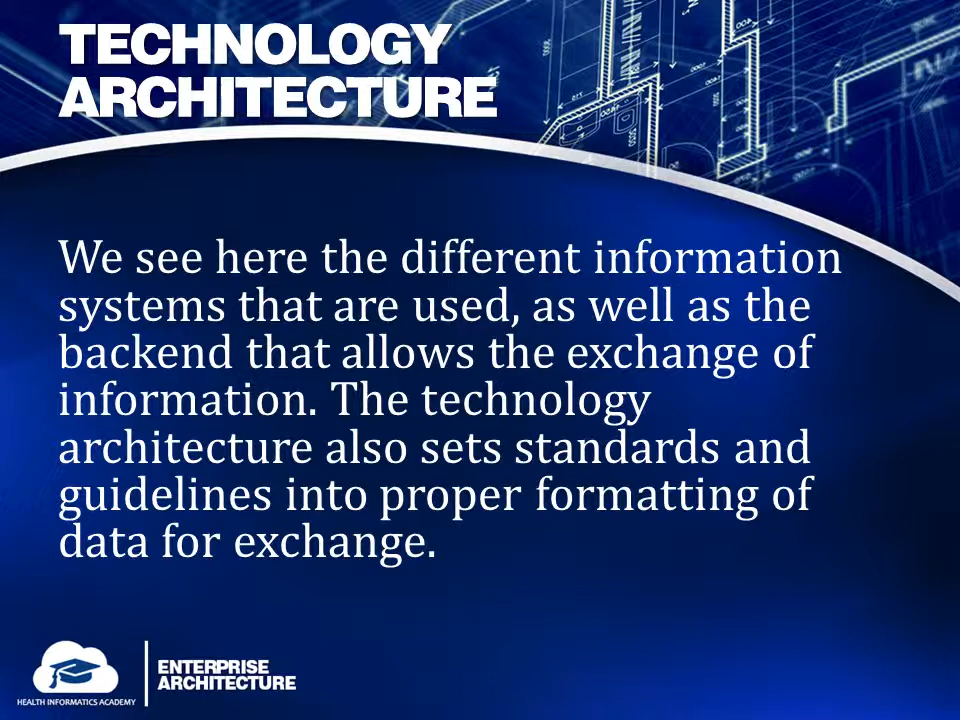 TECHNOLOGY
ARCHITECTURE
We see here the different information
systems that are used, as well as the
backend that allows the exchange of
information. The technology
architecture also sets standards and
guidelines into proper formatting of
data for exchange.
HEALTH INFORMATICS ACADEMY
ENTERPRISE
ARCHITECTURE